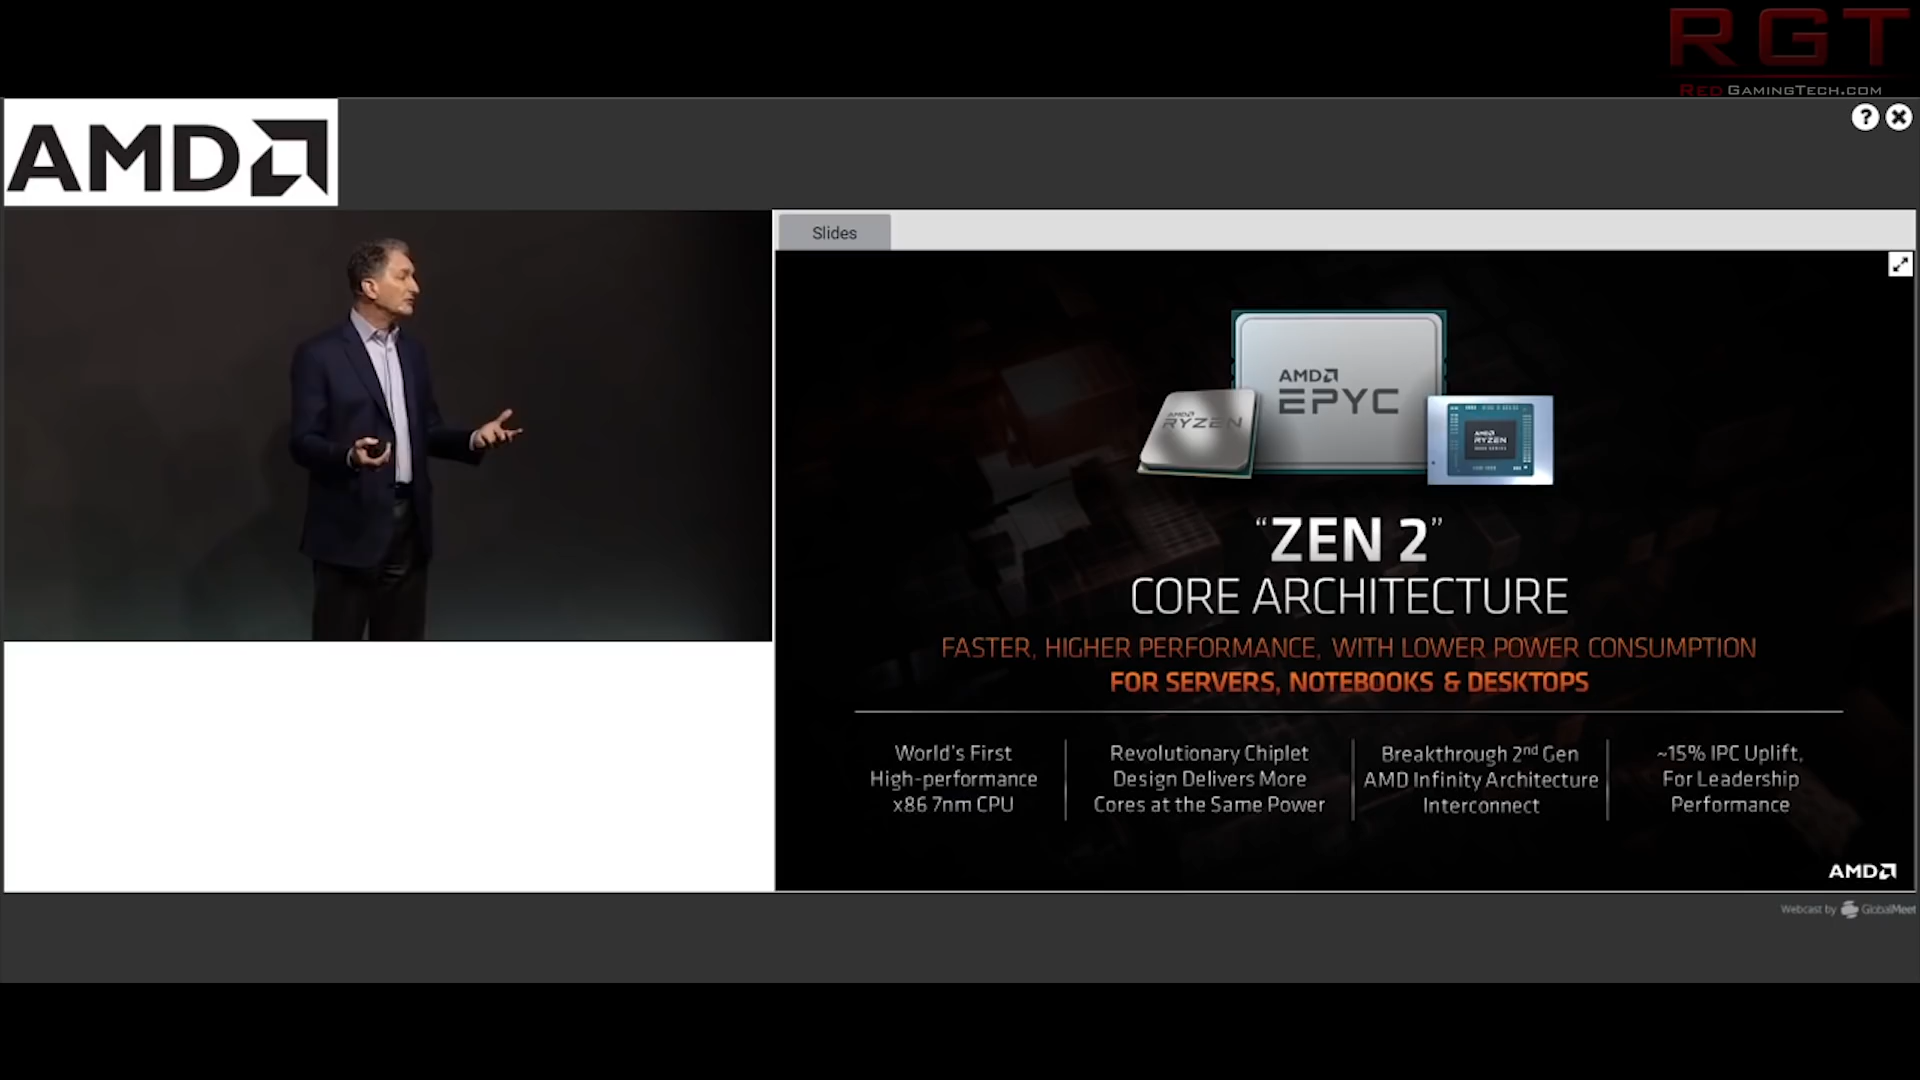 RGT
RedGamingTech.com
AMD
Slides
AMD
EPYC
AMD
RYZEN
AMD
RYZEN
“ZEN 2”
CORE ARCHITECTURE
FASTER, HIGHER PERFORMANCE, WITH LOWER POWER CONSUMPTION
FOR SERVERS, NOTEBOOKS & DESKTOPS
World's First
High-performance
x86 7nm CPU
Revolutionary Chiplet
Design Delivers More
Cores at the Same Power
Breakthrough 2nd Gen
AMD Infinity Architecture
Interconnect
~15% IPC Uplift,
For Leadership
Performance
AMD
Webcast by GlobalMeet